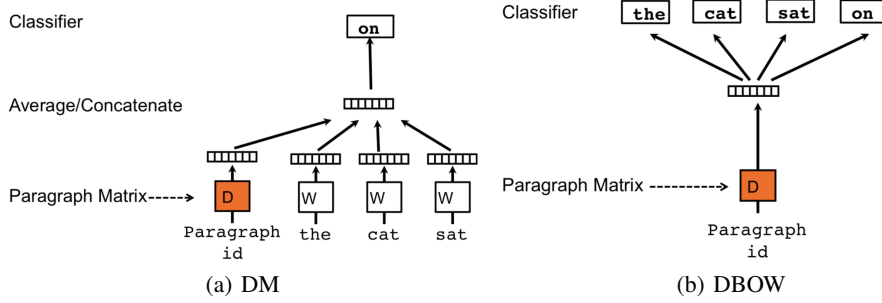 Classifier
on
Average/Concatenate
Paragraph Matrix
D
W
W
W
Paragraph
id
the
cat
sat
(a) DM
Classifier
the
cat
sat
on
Paragraph Matrix
D
Paragraph
id
(b) DBOW